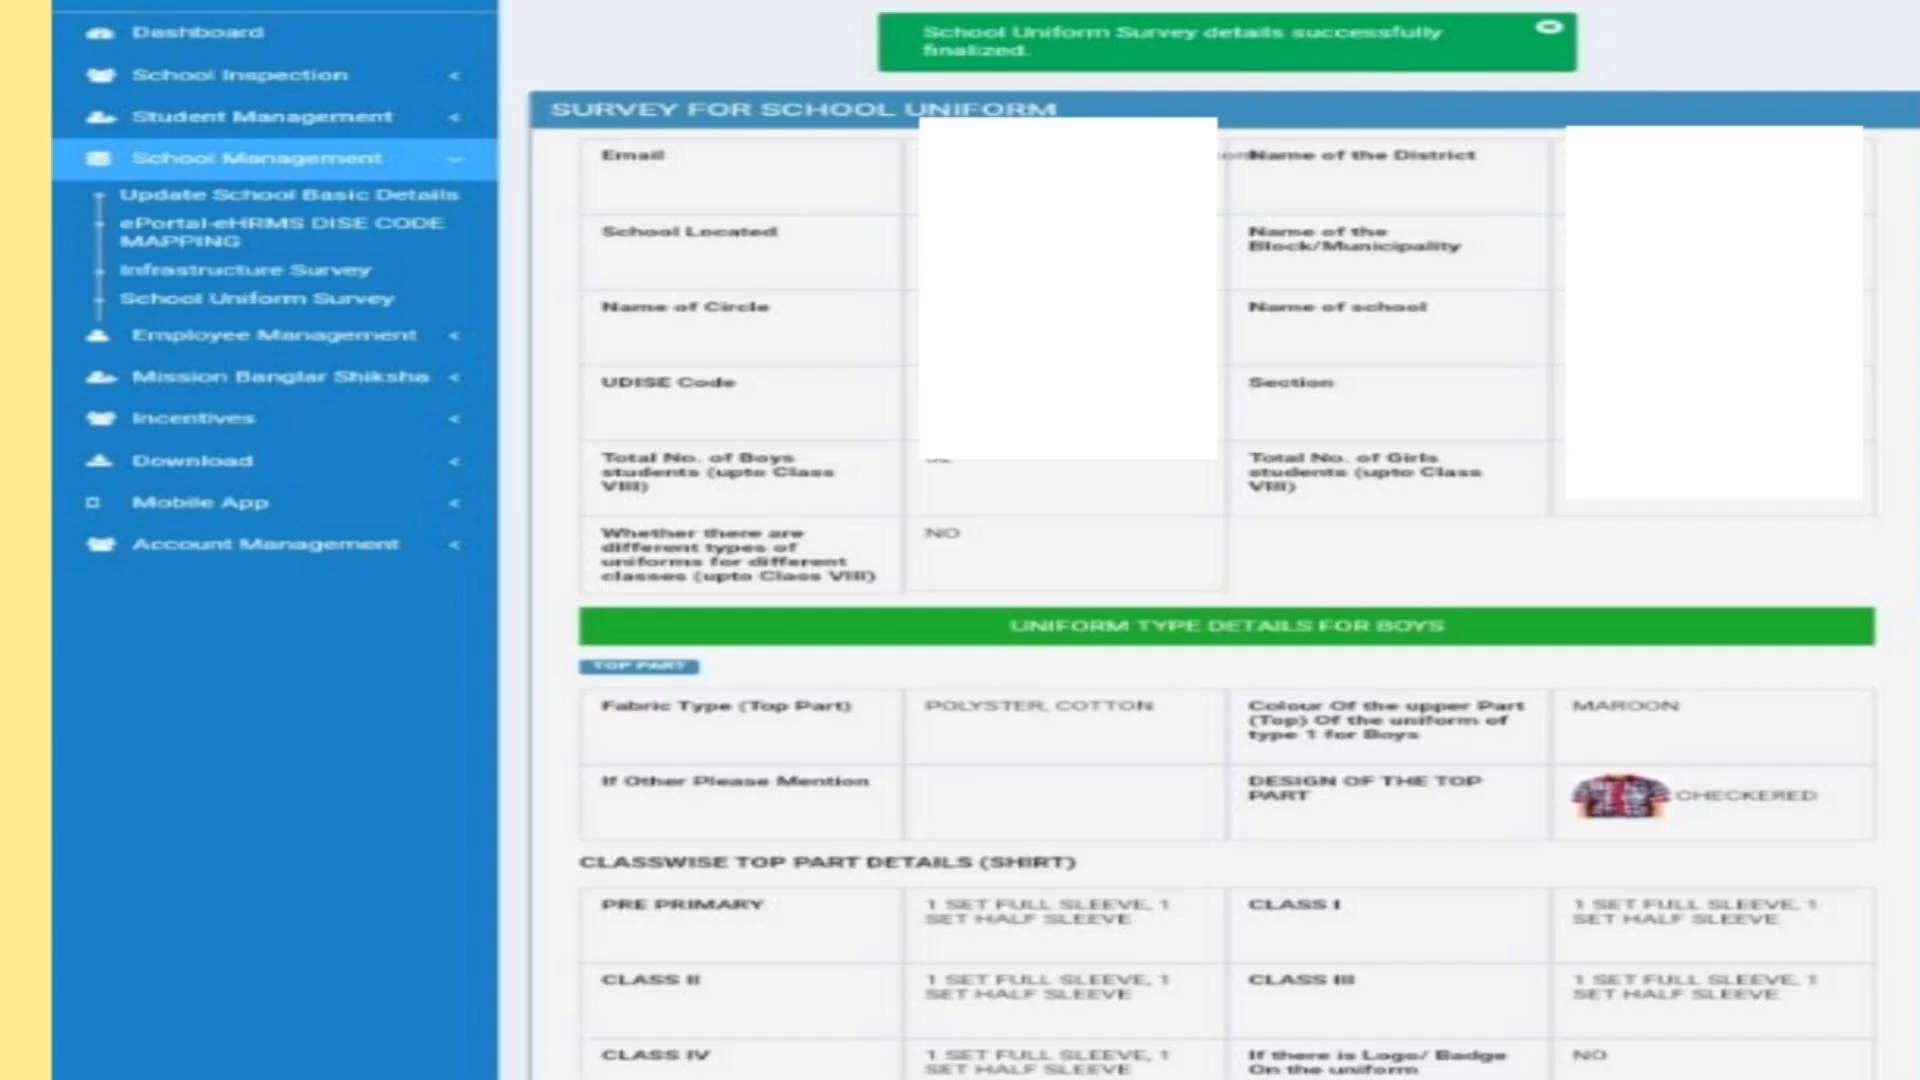 Dashboard
School Inspection
Student Management
School Management
Update School Basic Details
ePortal-eHRMS DISE CODE
MAPPING
Infrastructure Survey
School Uniform Survey
Employee Management
Mission Banglar Shiksha
Incentives
Download
Mobile App
Account Management
School Uniform Survey details successfully
finalized.
SURVEY FOR SCHOOL UNIFORM
Email
Name of the District
School Located
Name of the
Block/Municipality
Name of Circle
Name of school
UDISE Code
Section
Total No. of Boys
students (upto Class
VIII)
Total No. of Girls
students (upto Class
VIII)
Whether there are
different types of
uniforms for different
classes (upto Class VIII)
NO
UNIFORM TYPE DETAILS FOR BOYS
TOP PART
Fabric Type (Top Part)
POLYSTER, COTTON
Colour Of the upper Part
(Top) Of the uniform of
type 1 for Boys
MAROON
If Other Please Mention
DESIGN OF THE TOP
PART
CHECKERED
CLASSWISE TOP PART DETAILS (SHIRT)
PRE PRIMARY
1 SET FULL SLEEVE, 1
SET HALF SLEEVE
CLASS I
1 SET FULL SLEEVE, 1
SET HALF SLEEVE
CLASS II
1 SET FULL SLEEVE, 1
SET HALF SLEEVE
CLASS III
1 SET FULL SLEEVE, 1
SET HALF SLEEVE
CLASS IV
1 SET FULL SLEEVE, 1
SET HALF SLEEVE
If there is Logo/ Badge
On the uniform
NO